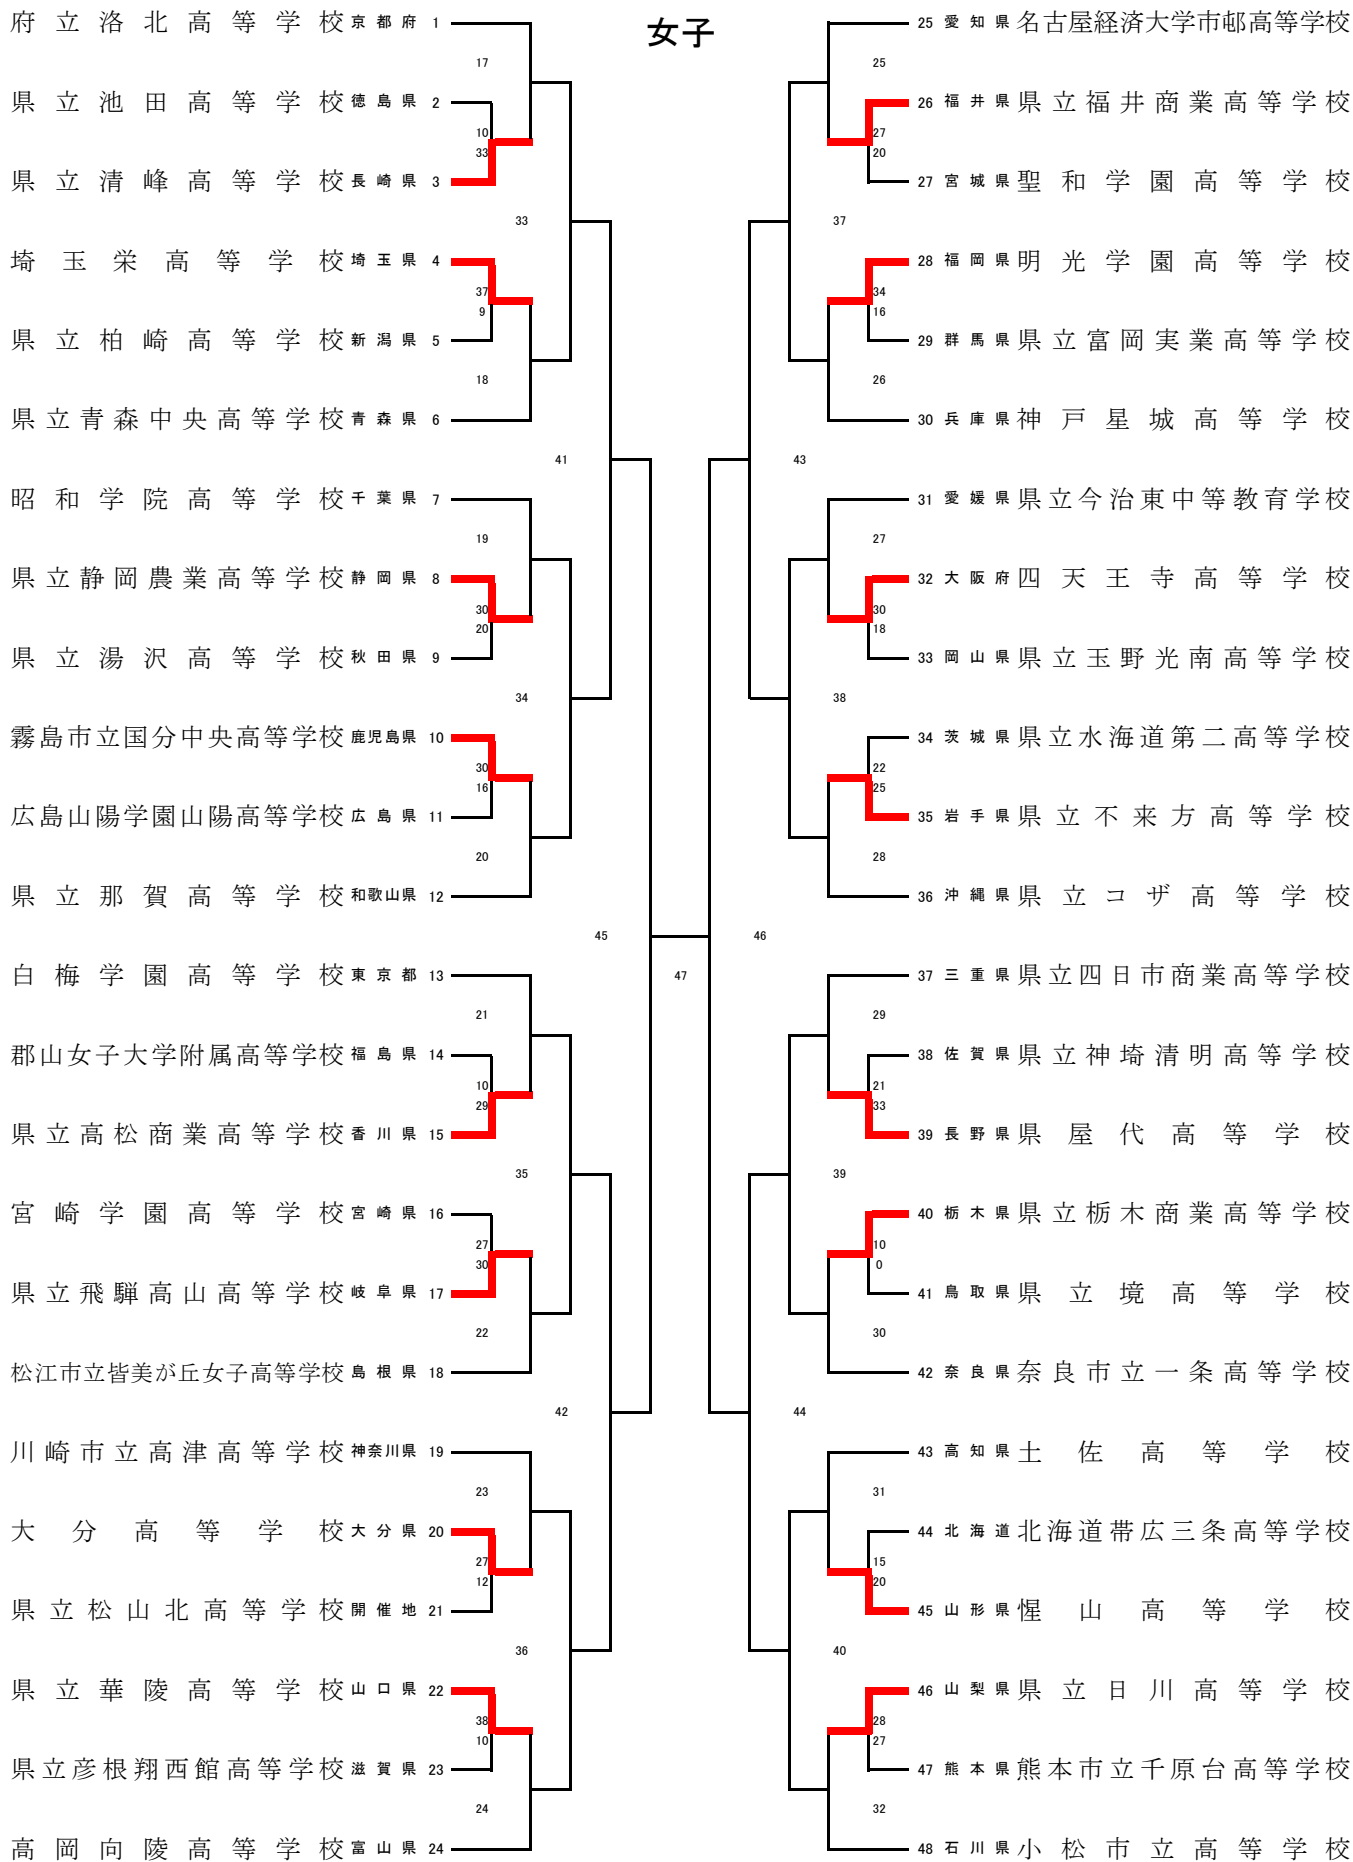 女子
府立洛北高等学校 京都府 1
17
県立池田高等学校 徳島県 2
10
33
県立清峰高等学校 長崎県 3
33
埼玉栄高等学校 埼玉県 4
37
9
県立柏崎高等学校 新潟県 5
18
県立青森中央高等学校 青森県 6
41
昭和学院高等学校 千葉県 7
19
県立静岡農業高等学校 静岡県 8
30
20
県立湯沢高等学校 秋田県 9
34
霧島市立国分中央高等学校 鹿児島県 10
30
16
広島山陽学園山陽高等学校 広島県 11
20
県立那賀高等学校 和歌山県 12
45
白梅学園高等学校 東京都 13
21
郡山女子大学附属高等学校 福島県 14
10
29
県立高松商業高等学校 香川県 15
35
宮崎学園高等学校 宮崎県 16
27
30
県立飛騨高山高等学校 岐阜県 17
22
松江市立皆美が丘女子高等学校 島根県 18
42
川崎市立高津高等学校 神奈川県 19
23
大分高等学校 大分県 20
27
12
県立松山北高等学校 開催地 21
36
県立華陵高等学校 山口県 22
38
10
県立彦根翔西館高等学校 滋賀県 23
24
高岡向陵高等学校 富山県 24
47
25 愛知県 名古屋経済大学市邨高等学校
25
26 福井県 県立福井商業高等学校
27
20
27 宮城県 聖和学園高等学校
37
28 福岡県 明光学園高等学校
34
16
29 群馬県 県立富岡実業高等学校
26
30 兵庫県 神戸星城高等学校
43
31 愛媛県 県立今治東中等教育学校
27
32 大阪府 四天王寺高等学校
30
18
33 岡山県 県立玉野光南高等学校
38
34 茨城県 県立水海道第二高等学校
22
25
35 岩手県 県立不来方高等学校
28
36 沖縄県 県立コザ高等学校
46
37 三重県 県立四日市商業高等学校
29
38 佐賀県 県立神埼清明高等学校
21
33
39 長野県 県屋代高等学校
39
40 栃木県 県立栃木商業高等学校
10
0
41 鳥取県 県立境高等学校
30
42 奈良県 奈良市立一条高等学校
44
43 高知県 土佐高等学校
31
44 北海道 北海道帯広三条高等学校
15
20
45 山形県 惺山高等学校
40
46 山梨県 県立日川高等学校
28
27
47 熊本県 熊本市立千原台高等学校
32
48 石川県 小松市立高等学校